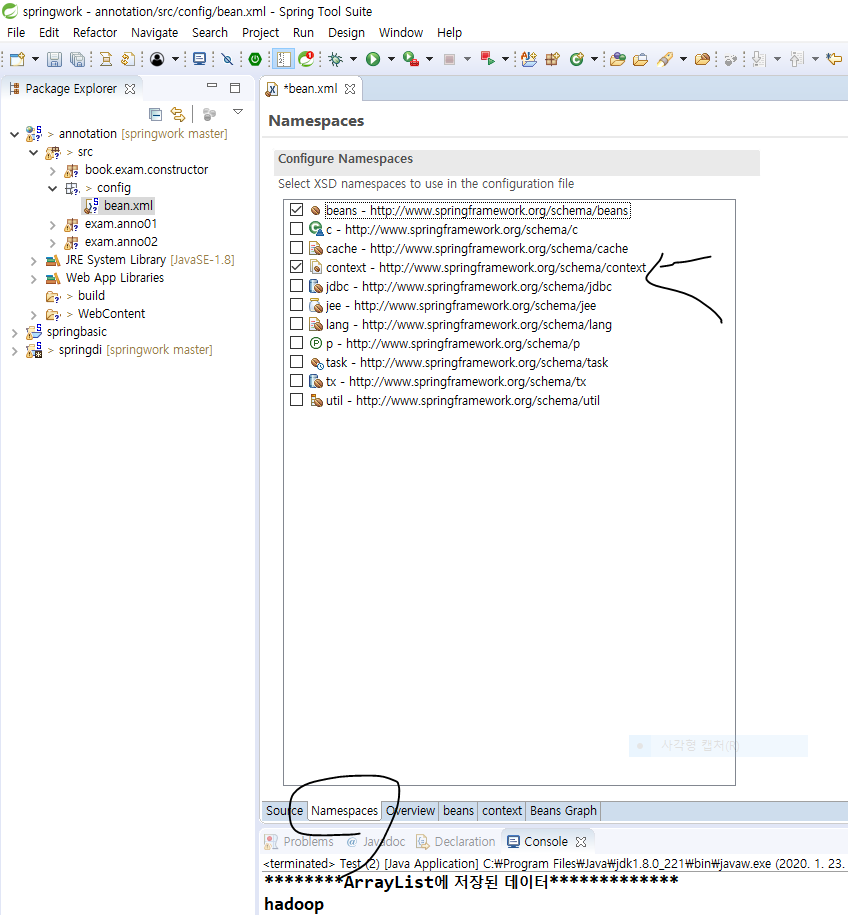 springwork - annotation/src/config/bean.xml - Spring Tool Suite
File Edit Refactor Navigate Search Project Run Design Window Help
Package Explorer
*bean.xml
Namespaces
annotation [springwork master]
src
book.exam.constructor
config
bean.xml
exam.anno01
exam.anno02
JRE System Library [JavaSE-1.8]
Web App Libraries
build
WebContent
springbasic
springdi [springwork master]
Configure Namespaces
Select XSD namespaces to use in the configuration file
beans - http://www.springframework.org/schema/beans
c - http://www.springframework.org/schema/c
cache - http://www.springframework.org/schema/cache
context - http://www.springframework.org/schema/context
jdbc - http://www.springframework.org/schema/jdbc
jee - http://www.springframework.org/schema/jee
lang - http://www.springframework.org/schema/lang
p - http://www.springframework.org/schema/p
task - http://www.springframework.org/schema/task
tx - http://www.springframework.org/schema/tx
util - http://www.springframework.org/schema/util
사각형 캡처(R)
Source Namespaces Overview beans context Beans Graph
Problems @ Javadoc Declaration Console
<terminated> Test (2) [Java Application] C:₩Program Files₩Java₩jdk1.8.0_221₩bin₩javaw.exe (2020. 1. 23.
********ArrayList에 저장된 데이터*************
hadoop